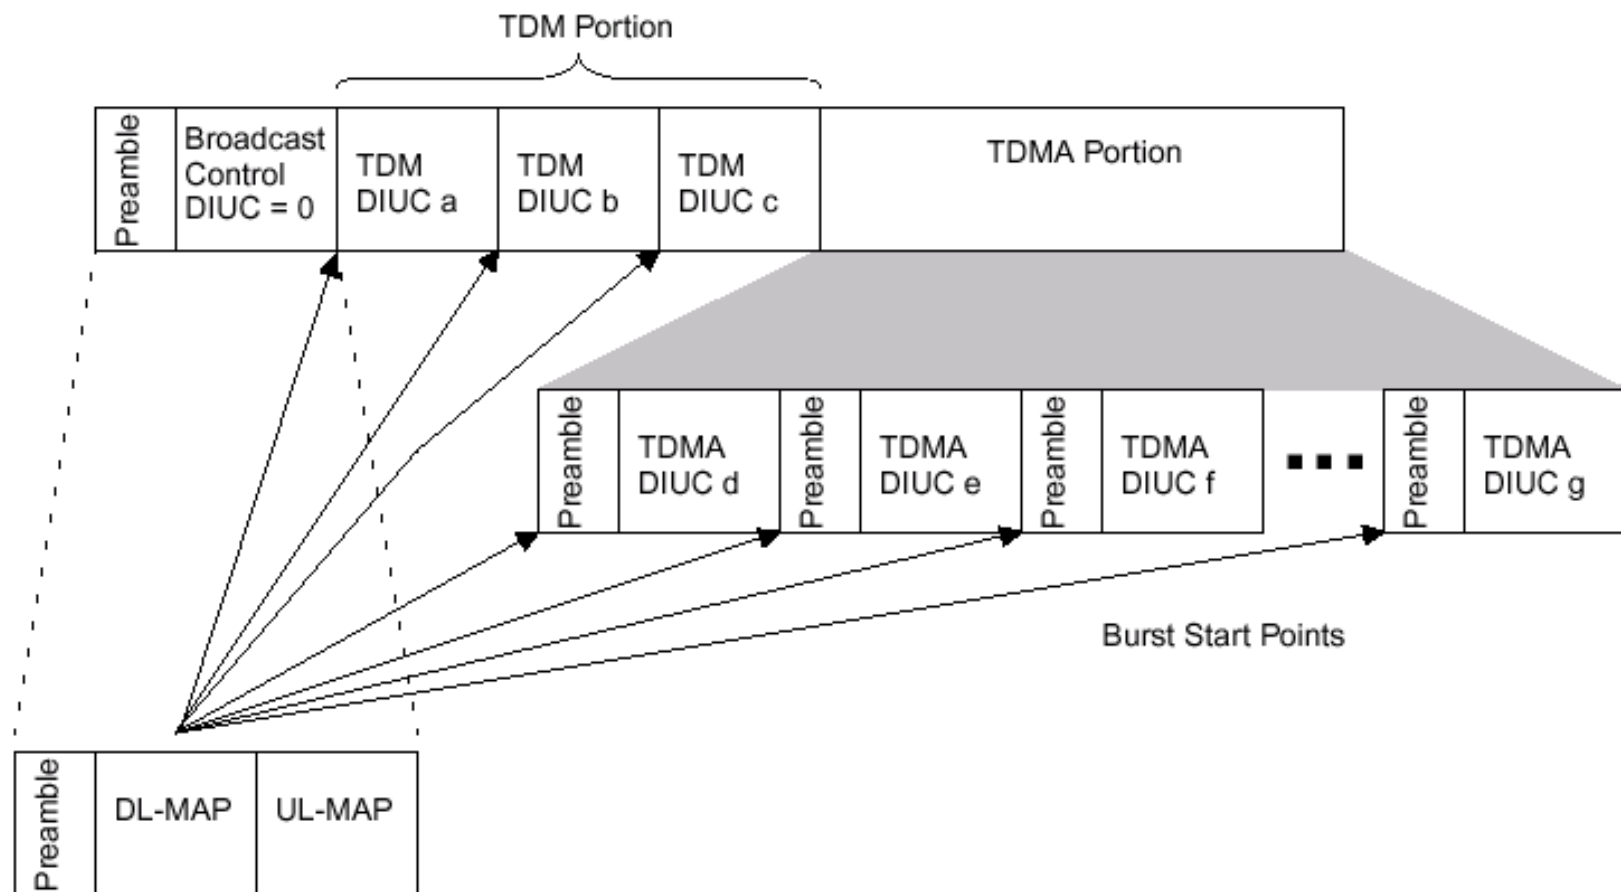 TDM Portion
Preamble
Broadcast
Control
DIUC = 0
TDM
DIUC a
TDM
DIUC b
TDM
DIUC c
TDMA Portion
Preamble
TDMA
DIUC d
Preamble
TDMA
DIUC e
Preamble
TDMA
DIUC f
Preamble
TDMA
DIUC g
Burst Start Points
Preamble
DL-MAP
UL-MAP